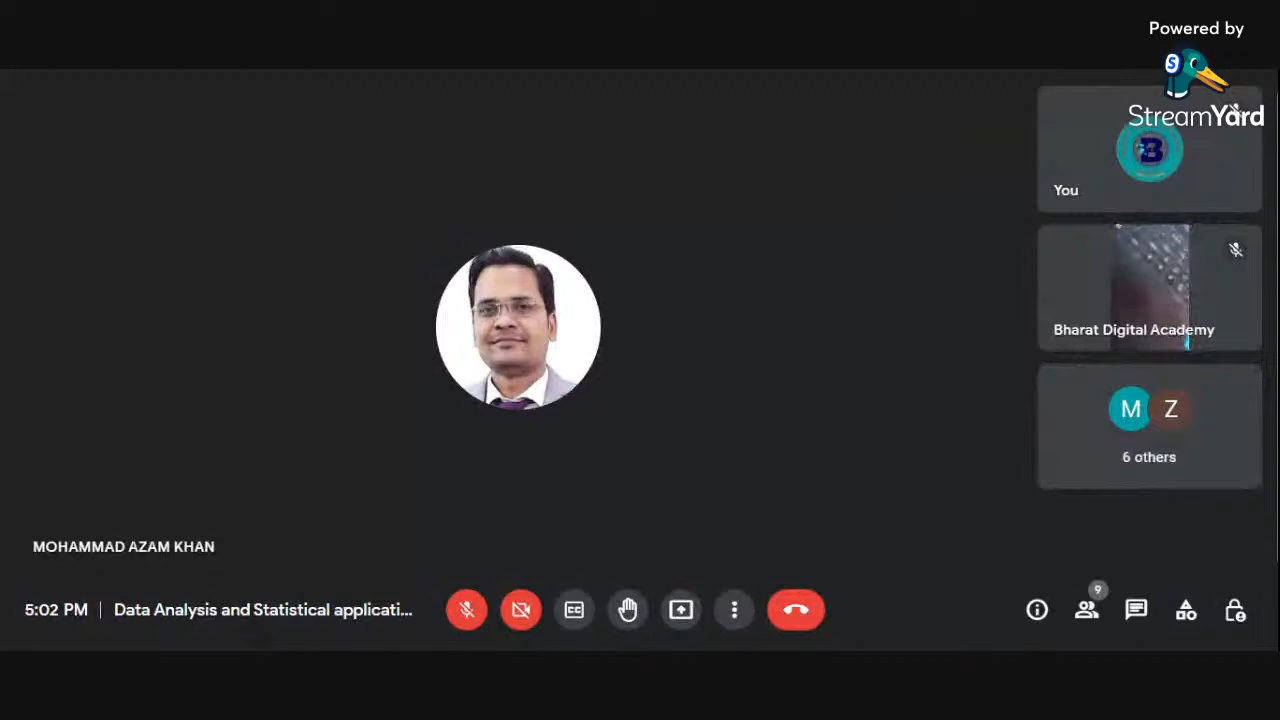 Powered by
StreamYard
You
Bharat Digital Academy
M Z
6 others
MOHAMMAD AZAM KHAN
5:02 PM | Data Analysis and Statistical applicati...
CC
9